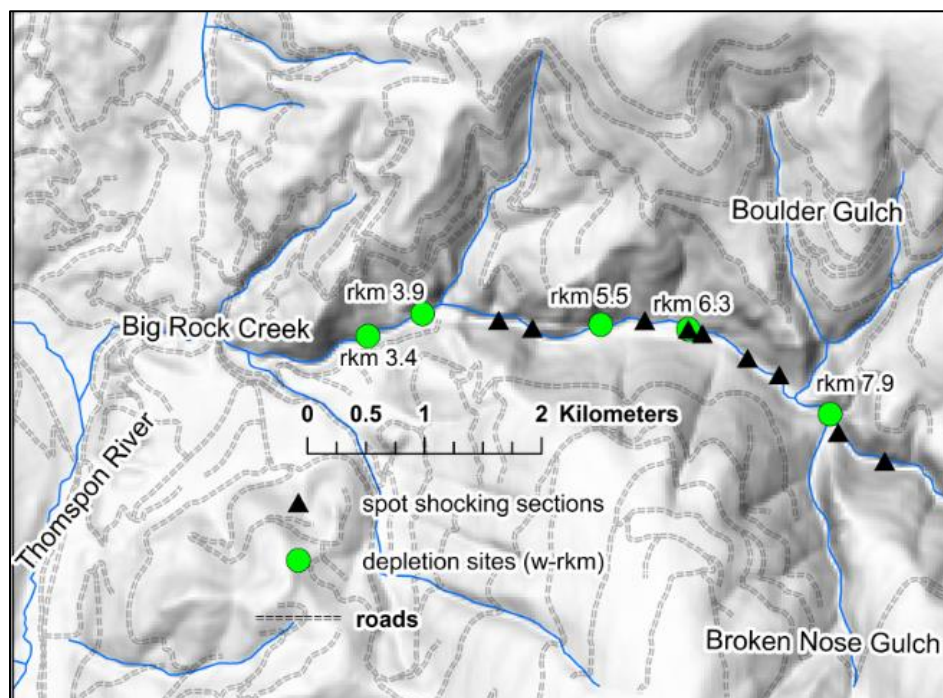 Boulder Gulch
rkm 3.9
rkm 5.5
rkm 6.3
Big Rock Creek
rkm 3.4
rkm 7.9
0 0.5 1 2 Kilometers
Thomspon River
spot shocking sections
depletion sites (w-rkm)
roads
Broken Nose Gulch